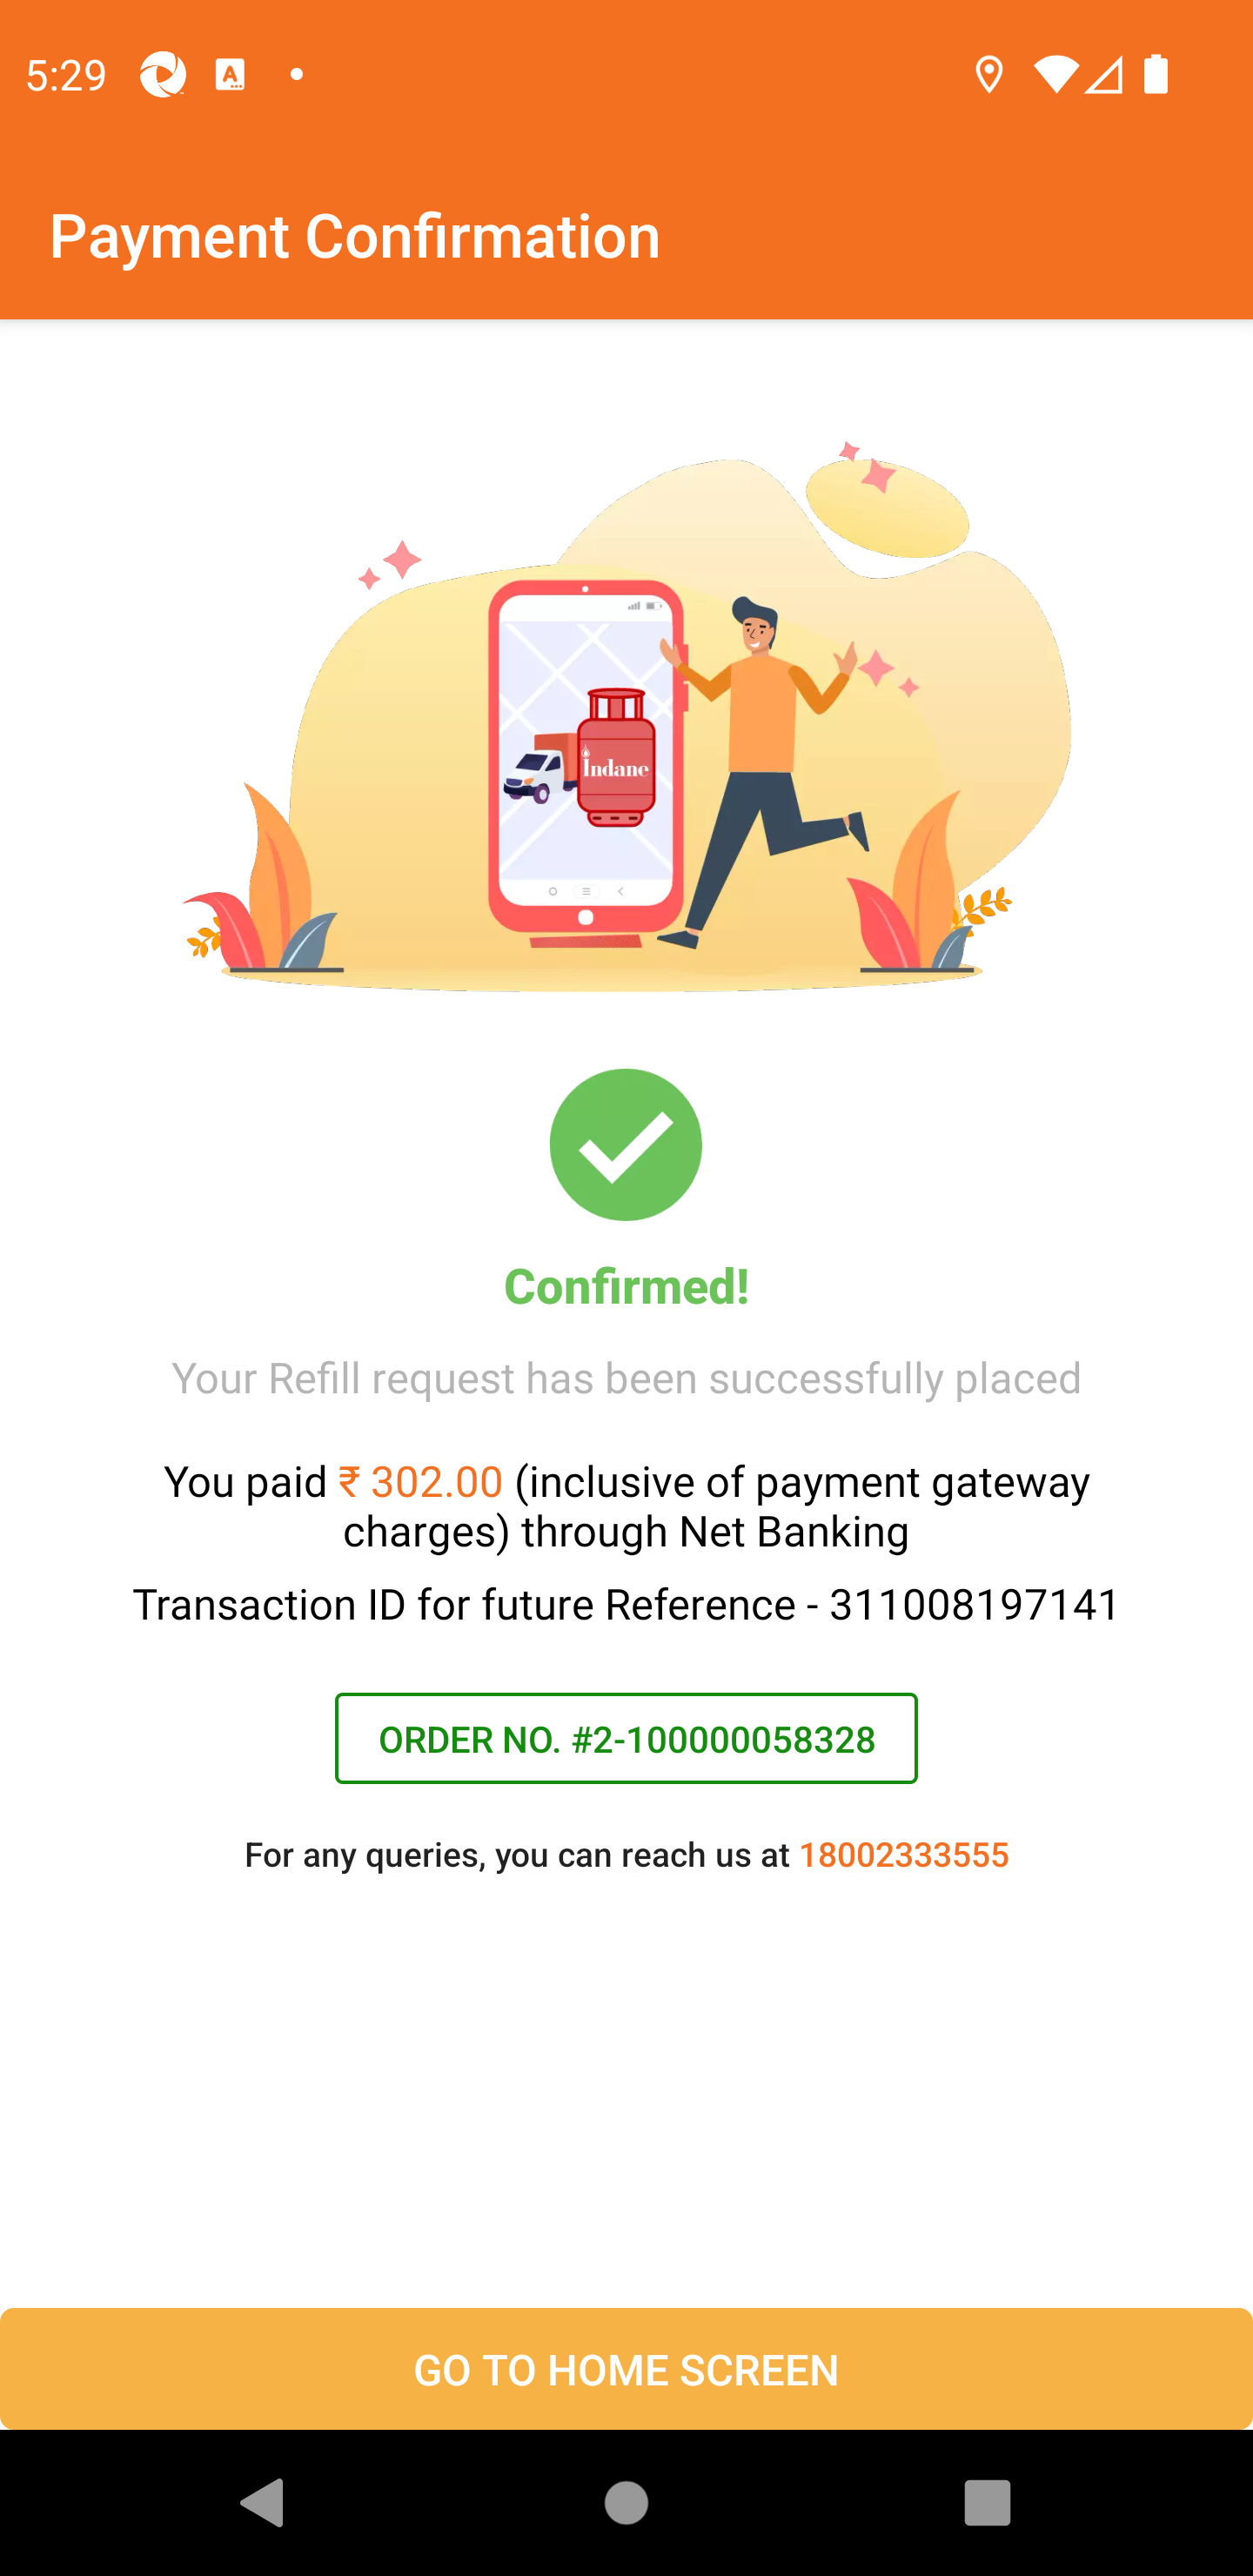 5:29
Payment Confirmation
Indane
Confirmed!
Your Refill request has been successfully placed
You paid ₹ 302.00 (inclusive of payment gateway
charges) through Net Banking
Transaction ID for future Reference - 311008197141
ORDER NO. #2-100000058328
For any queries, you can reach us at 18002333555
GO TO HOME SCREEN